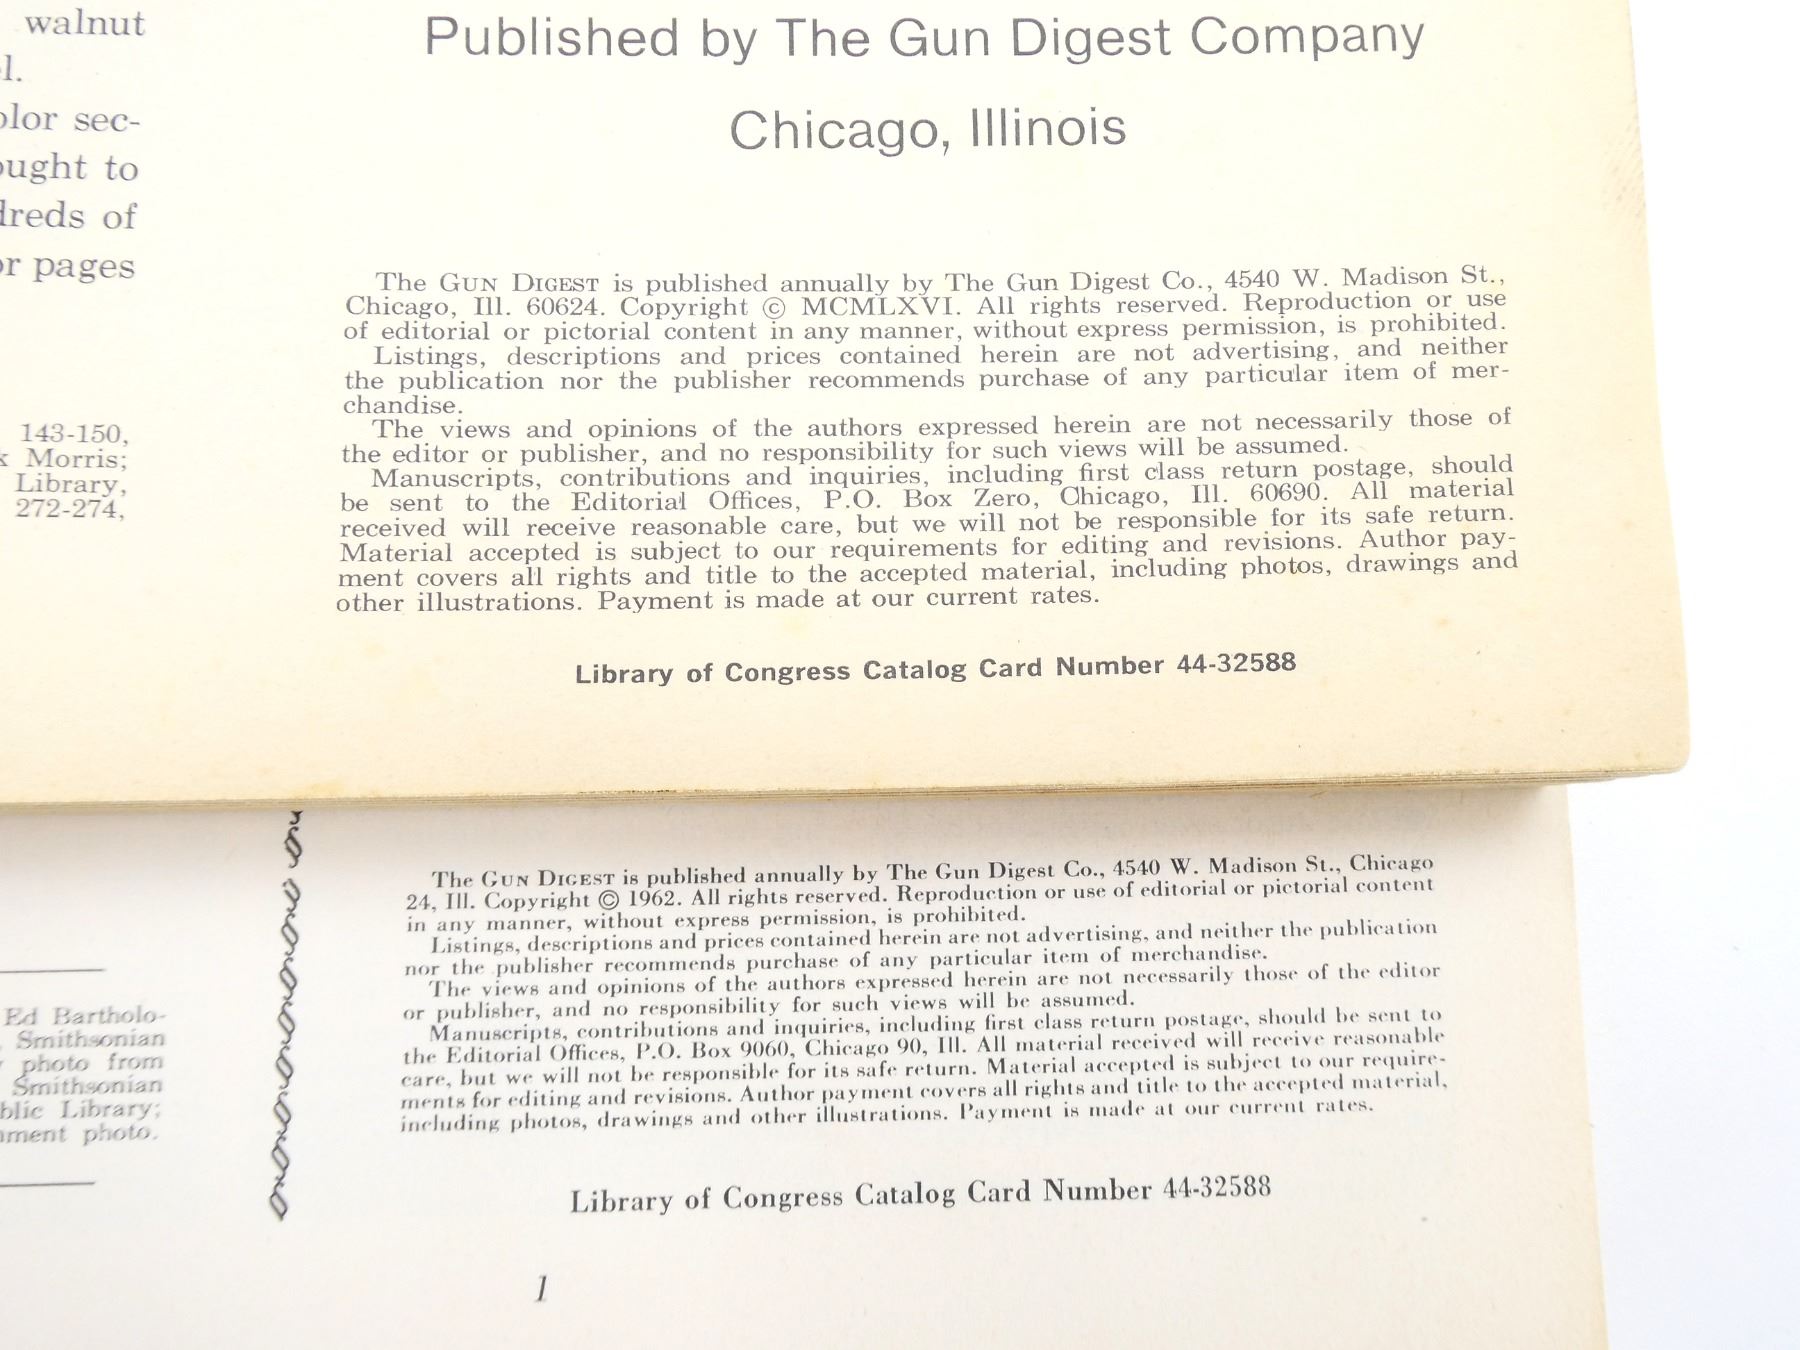 walnut
l.
olor sec-
ought to
dreds of
or pages
143-150,
k Morris;
Library,
272-274,
Published by The Gun Digest Company
Chicago, Illinois
The GUN DIGEST is published annually by The Gun Digest Co., 4540 W. Madison St.,
Chicago, Ill. 60624. Copyright © MCMLXVI. All rights reserved. Reproduction or use
of editorial or pictorial content in any manner, without express permission, is prohibited.
Listings, descriptions and prices contained herein are not advertising, and neither
the publication nor the publisher recommends purchase of any particular item of mer-
chandise.
The views and opinions of the authors expressed herein are not necessarily those of
the editor or publisher, and no responsibility for such views will be assumed.
Manuscripts, contributions and inquiries, including first class return postage, should
be sent to the Editorial Offices, P.O. Box Zero, Chicago, Ill. 60690. All material
received will receive reasonable care, but we will not be responsible for its safe return.
Material accepted is subject to our requirements for editing and revisions. Author pay-
ment covers all rights and title to the accepted material, including photos, drawings and
other illustrations. Payment is made at our current rates.
Library of Congress Catalog Card Number 44-32588
Ed Bartholo-
Smithsonian
photo from
Smithsonian
blic Library;
nment photo.
The GUN DIGEST is published annually by The Gun Digest Co., 4540 W. Madison St., Chicago
24, Ill. Copyright © 1962. All rights reserved. Reproduction or use of editorial or pictorial content
in any manner, without express permission, is prohibited.
Listings, descriptions and prices contained herein are not advertising, and neither the publication
nor the publisher recommends purchase of any particular item of merchandise.
The views and opinions of the authors expressed herein are not necessarily those of the editor
or publisher, and no responsibility for such views will be assumed.
Manuscripts, contributions and inquiries, including first class return postage, should be sent to
the Editorial Offices, P.O. Box 9060, Chicago 90, Ill. All material received will receive reasonable
care, but we will not be responsible for its safe return. Material accepted is subject to our require-
ments for editing and revisions. Author payment covers all rights and title to the accepted material,
including photos, drawings and other illustrations. Payment is made at our current rates.
Library of Congress Catalog Card Number 44-32588
1